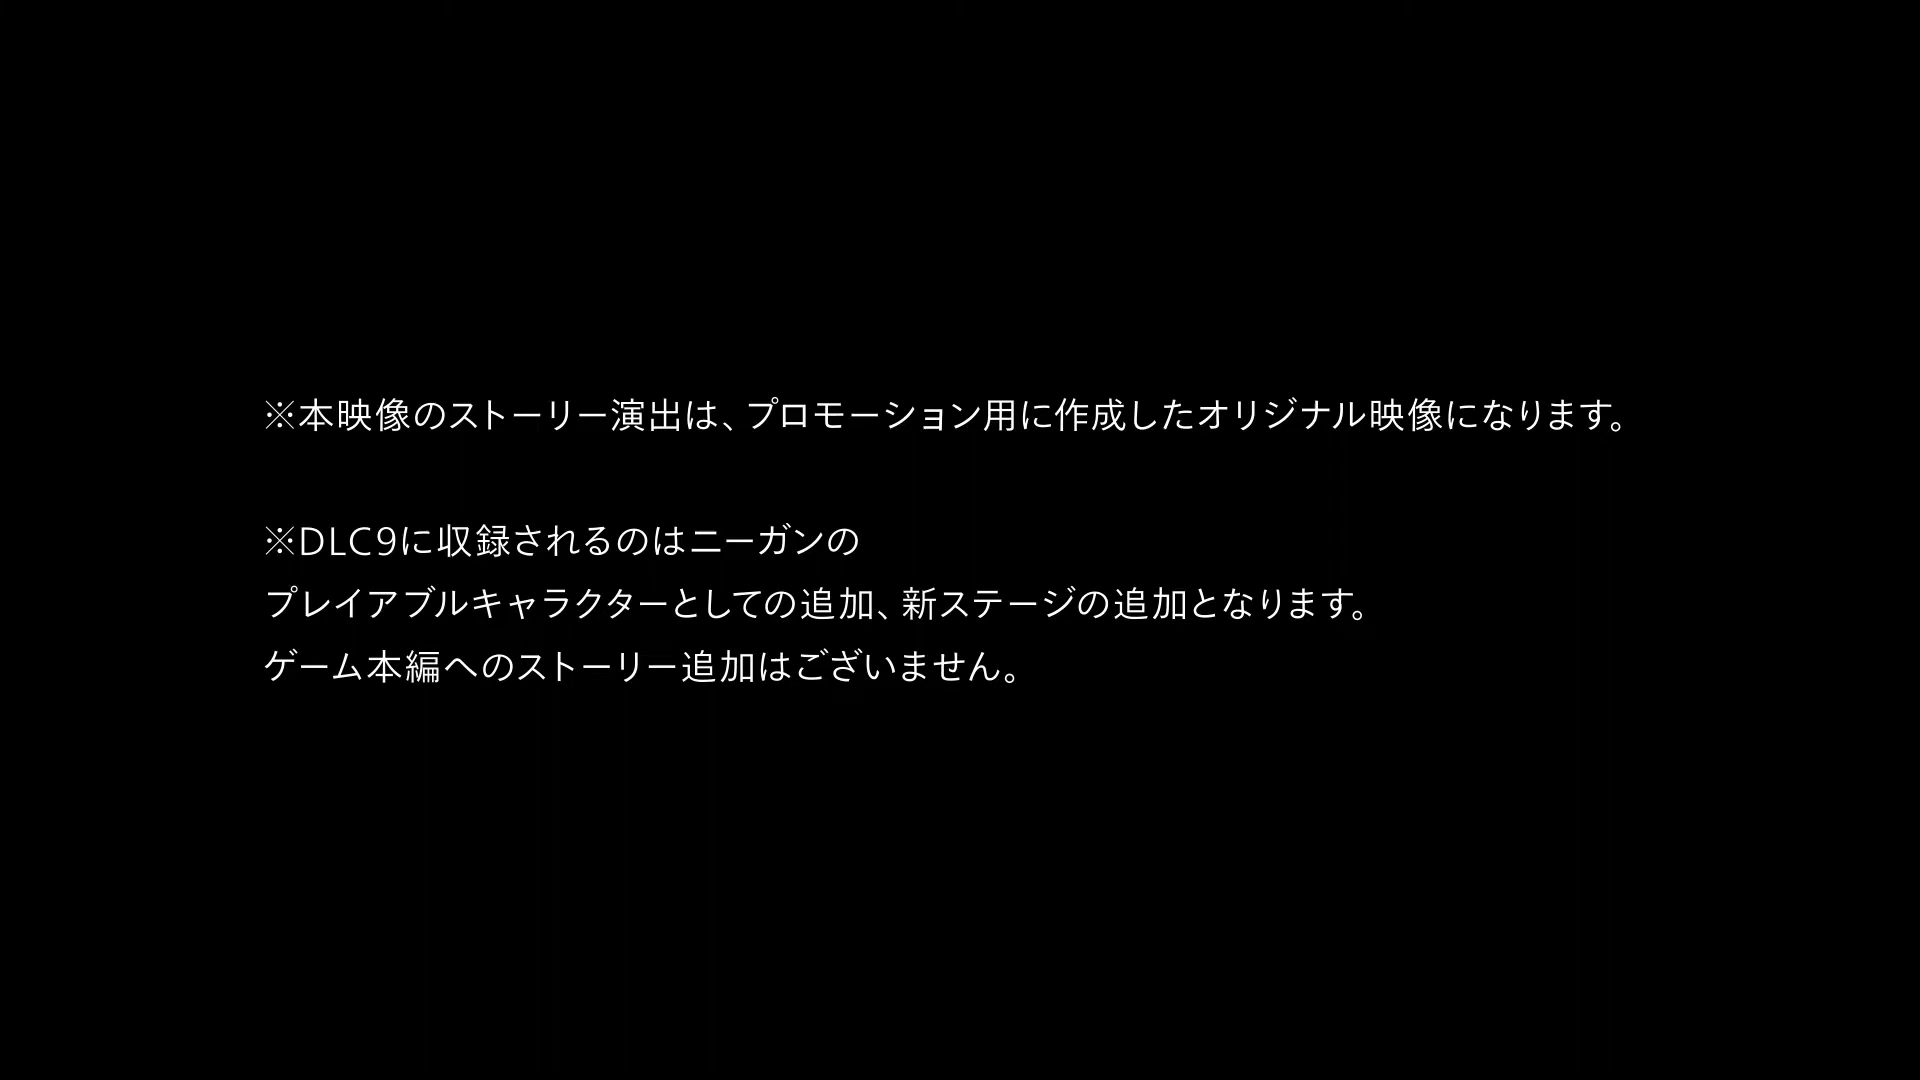 ※本映像のストーリー演出は、プロモーション用に作成したオリジナル映像になります。
※DLC9に収録されるのはニーガンの
プレイアブルキャラクターとしての追加、新ステージの追加となります。
ゲーム本編へのストーリー追加はございません。